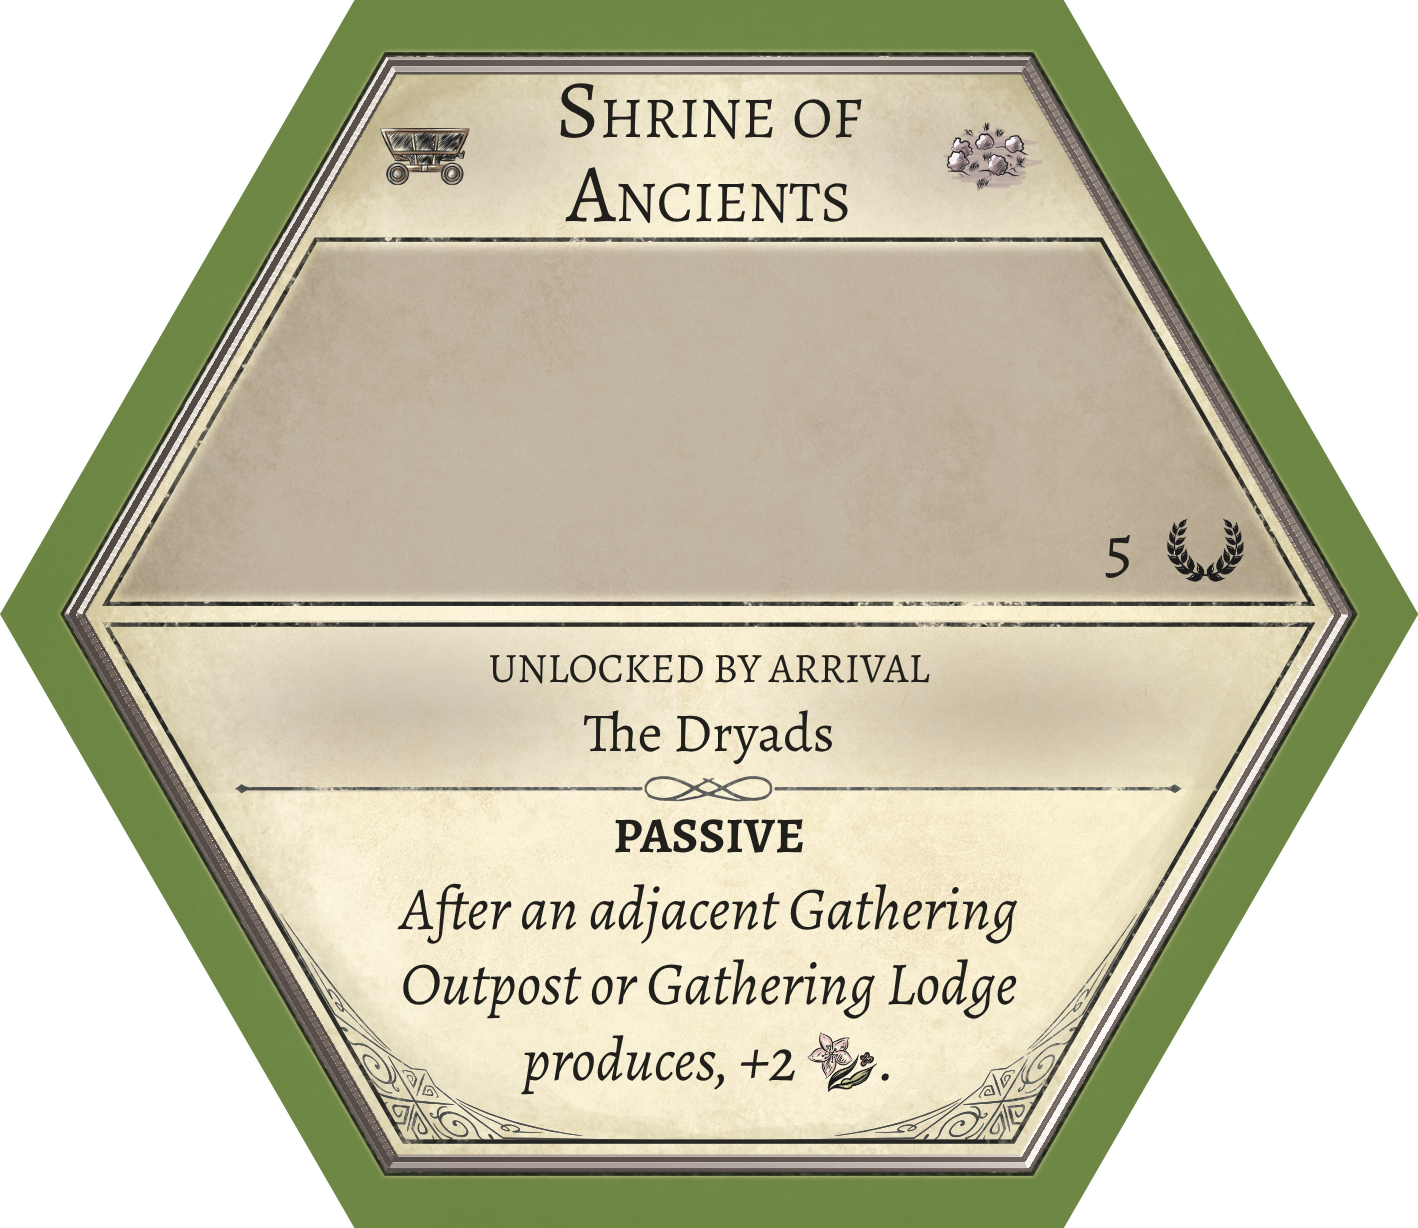 Shrine of
Ancients
5
UNLOCKED BY ARRIVAL
The Dryads
PASSIVE
After an adjacent Gathering
Outpost or Gathering Lodge
produces, +2 .